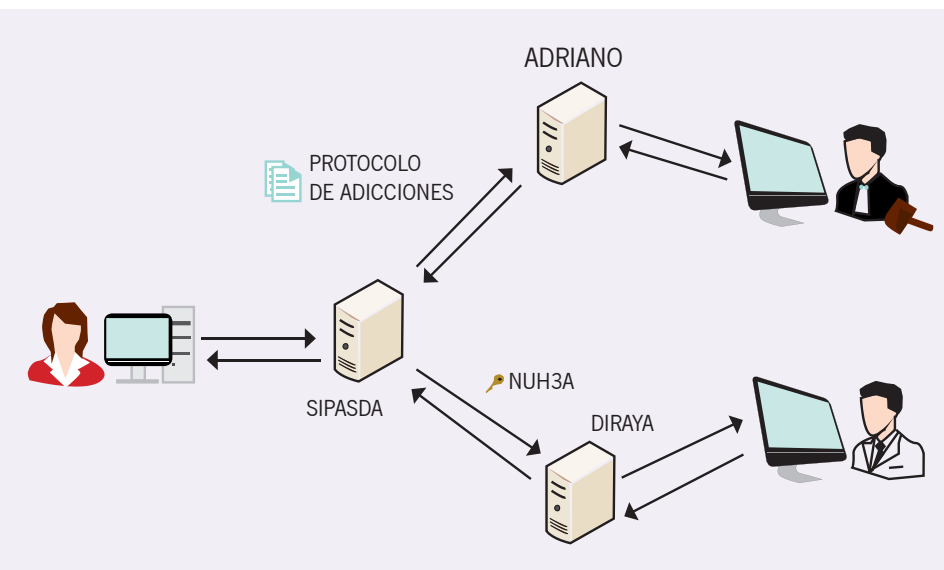 ADRIANO
PROTOCOLO
DE ADICCIONES
SIPASDA
NUH3A
DIRAYA